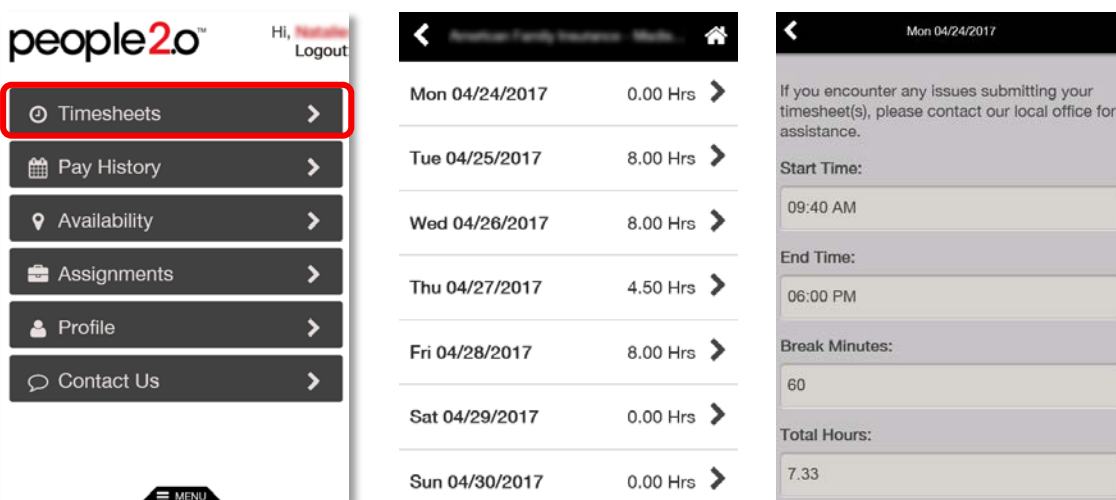 people2.o™
Hi,
Logout
Timesheets
Pay History
Availability
Assignments
Profile
Contact Us
MENU
Mon 04/24/2017 0.00 Hrs
Tue 04/25/2017 8.00 Hrs
Wed 04/26/2017 8.00 Hrs
Thu 04/27/2017 4.50 Hrs
Fri 04/28/2017 8.00 Hrs
Sat 04/29/2017 0.00 Hrs
Sun 04/30/2017 0.00 Hrs
Mon 04/24/2017
If you encounter any issues submitting your
timesheet(s), please contact our local office for
assistance.
Start Time:
09:40 AM
End Time:
06:00 PM
Break Minutes:
60
Total Hours:
7.33